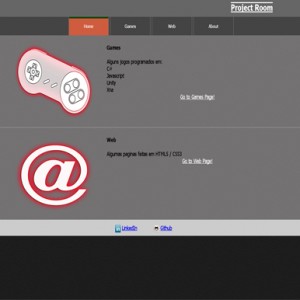 Project Room
Home Games Web About
Games
Alguns jogos programados em:
C++
Javascript
Unity
Vba
Go to Games Page!
Web
Algumas paginas feitas em HTML5 / CSS3
Go to Web Page!
LinkedIn Github